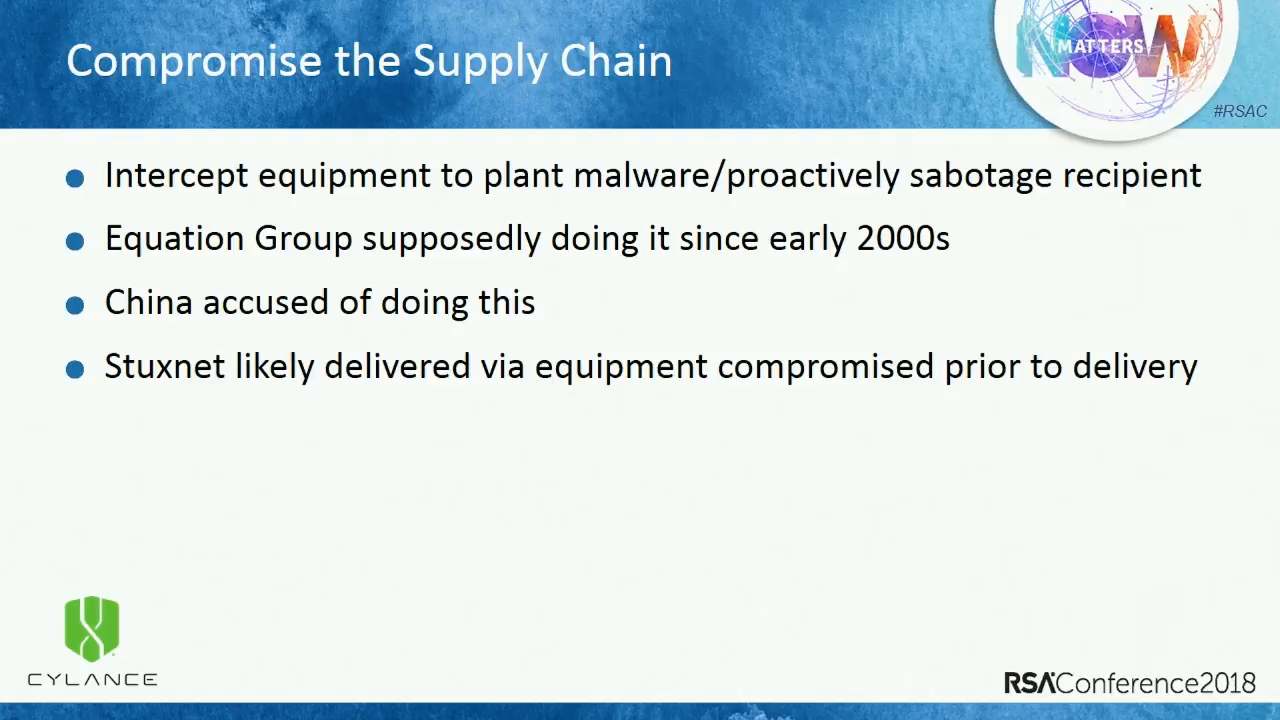 Compromise the Supply Chain
NOW
MATTERS
#RSAC
Intercept equipment to plant malware/proactively sabotage recipient
Equation Group supposedly doing it since early 2000s
China accused of doing this
Stuxnet likely delivered via equipment compromised prior to delivery
CYLANCE
RSAConference2018